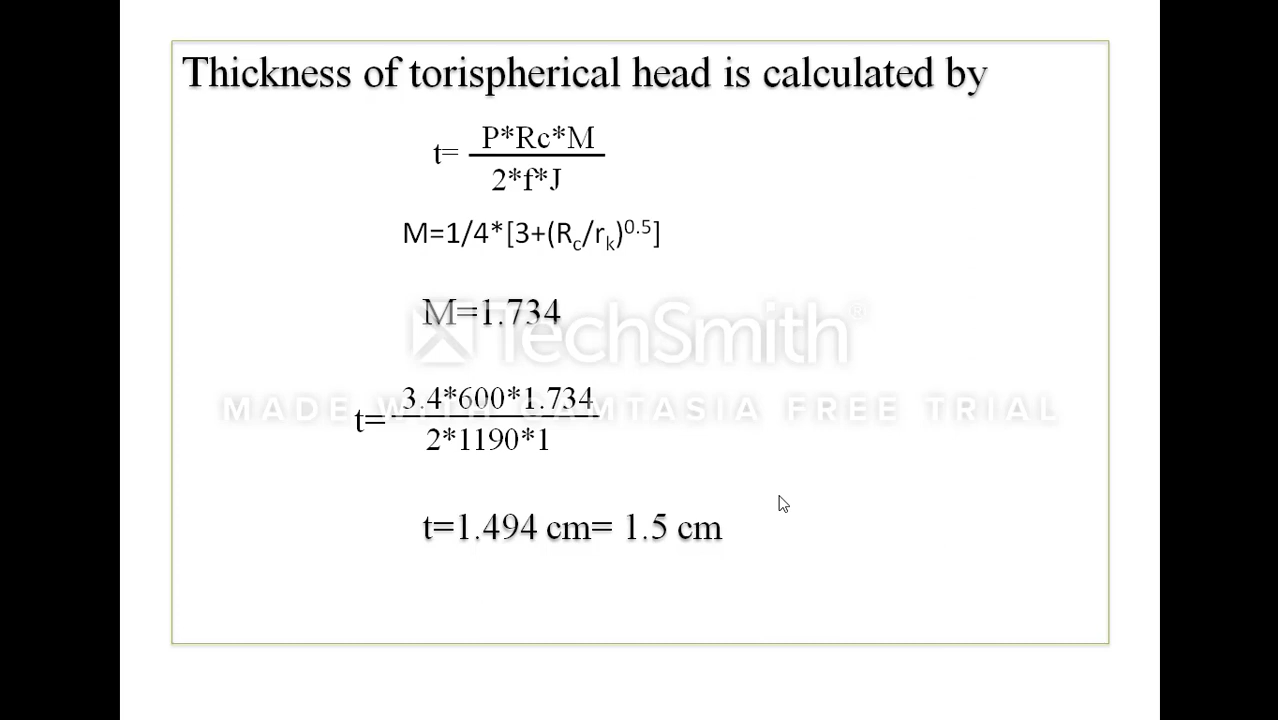 Thickness of torispherical head is calculated by
t= P*Rc*M
2*f*J
M=1/4*[3+(Rc/rk)0.5]
M=1.734
TechSmith®
t= 3.4*600*1.734
MADE WITH CAMTASIA FREE TRIAL
2*1190*1
t=1.494 cm= 1.5 cm